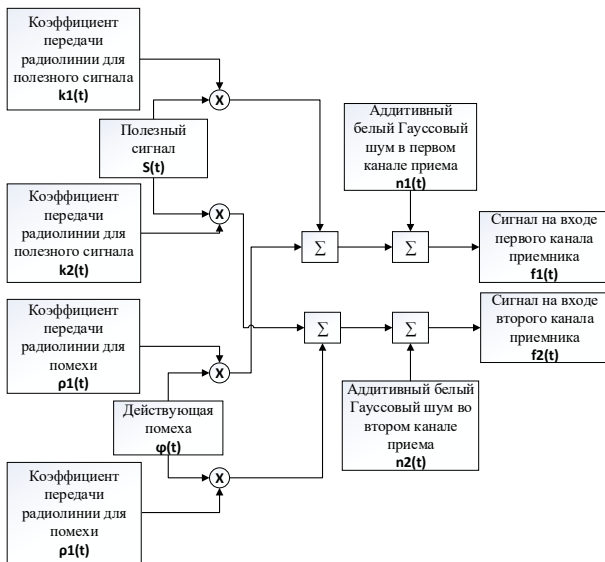 Коэффициент
передачи
радиолинии для
полезного сигнала
k1(t)
X
Полезный
сигнал
S(t)
Аддитивный
белый Гауссовый
шум в первом
канале приема
n1(t)
Коэффициент
передачи
радиолинии для
полезного сигнала
k2(t)
X
Σ
Σ
Сигнал на входе
первого канала
приемника
f1(t)
Коэффициент
передачи
радиолинии для
помехи
ρ1(t)
X
Σ
Σ
Сигнал на входе
второго канала
приемника
f2(t)
Действующая
помеха
φ(t)
Аддитивный белый
Гауссовый шум во
втором канале
приема
n2(t)
Коэффициент
передачи
радиолинии для
помехи
ρ1(t)
X